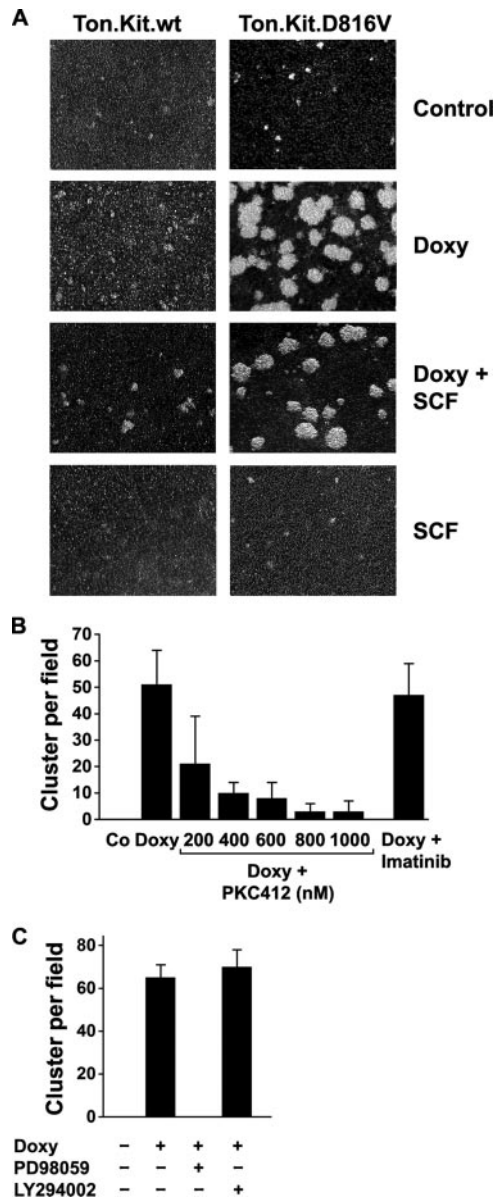 A
Ton.Kit.wt Ton.Kit.D816V
Control
Doxy
Doxy +
SCF
SCF
B
Cluster per field
70
60
50
40
30
20
10
0
Co Doxy 200 400 600 800 1000 Doxy +
Imatinib
Doxy +
PKC412 (nM)
C
Cluster per field
80
60
40
20
0
Doxy – + + +
PD98059 – – + –
LY294002 – – – +